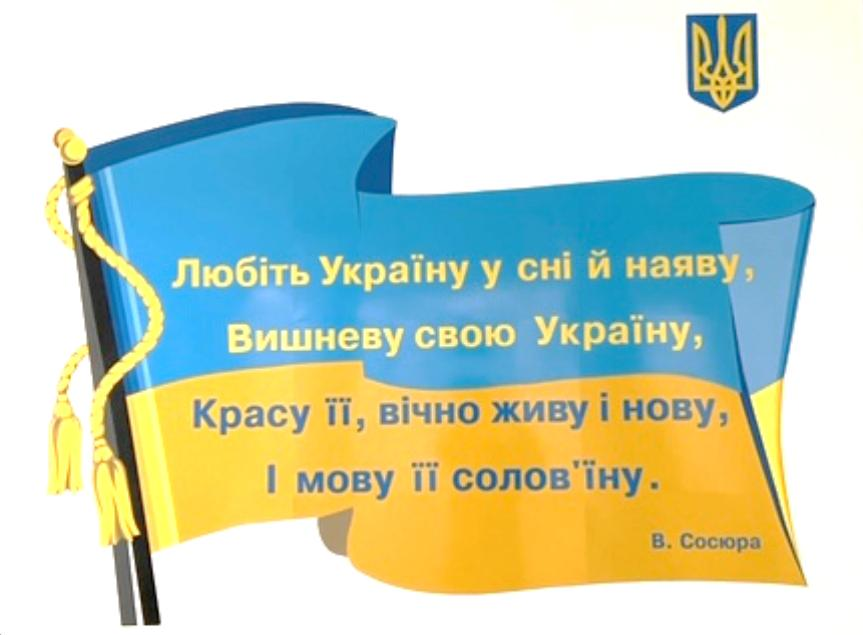 Любіть Україну у сні й наяву,
Вишневу свою Україну,
Красу її, вічно живу і нову,
І мову її солов'їну.
В. Сосюра